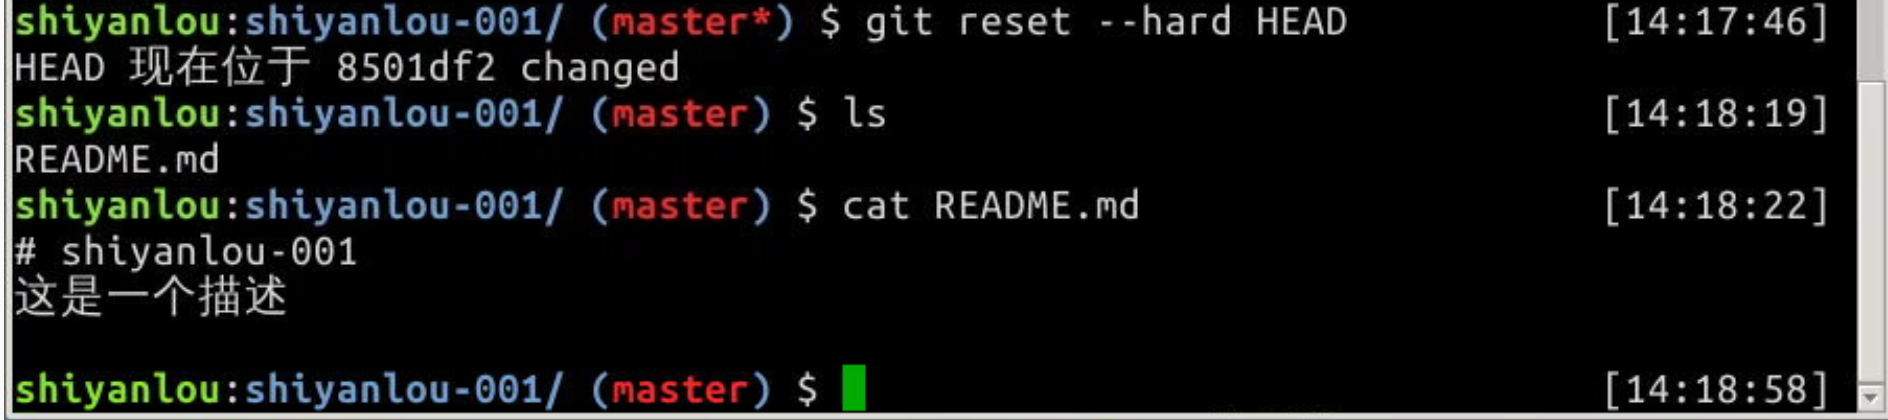 shiyanlou:shiyanlou-001/ (master*) $ git reset --hard HEAD [14:17:46]
HEAD 现在位于 8501df2 changed
shiyanlou:shiyanlou-001/ (master) $ ls [14:18:19]
README.md
shiyanlou:shiyanlou-001/ (master) $ cat README.md [14:18:22]
# shiyanlou-001
这是一个描述
shiyanlou:shiyanlou-001/ (master) $ [14:18:58]